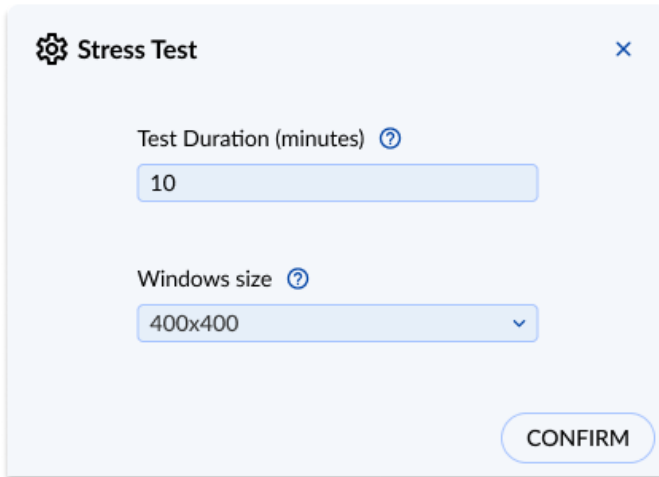 Stress Test
Test Duration (minutes)
10
Windows size
400x400
CONFIRM